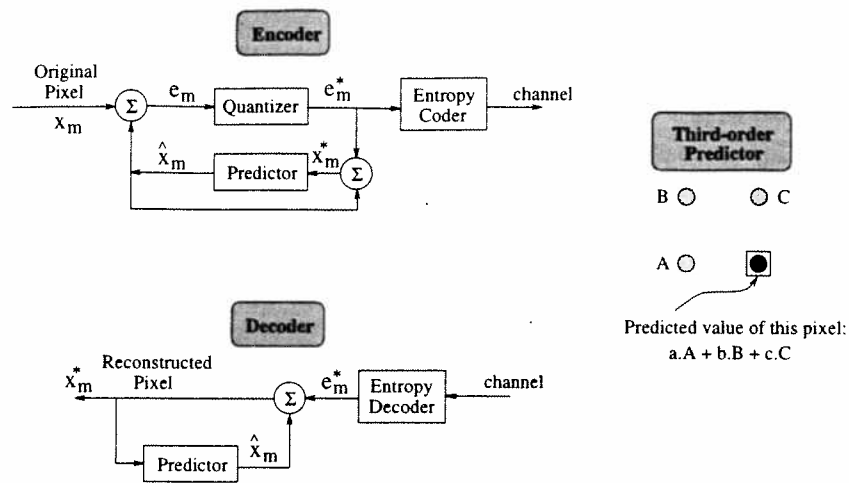 Encoder
Original
Pixel
x_m
Σ
e_m
Quantizer
e*_m
Entropy
Coder
channel
x̂_m
Predictor
x*_m
Σ
Third-order
Predictor
B
C
A
Predicted value of this pixel:
a.A + b.B + c.C
Decoder
x*_m
Reconstructed
Pixel
Σ
e*_m
Entropy
Decoder
channel
Predictor
x̂_m